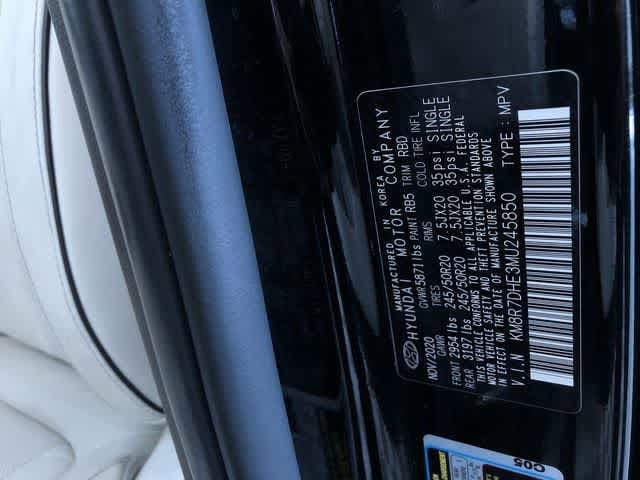 MANUFACTURED IN KOREA BY
HYUNDAI MOTOR COMPANY
NOV/2020 GVWR 5871 lbs PAINT RB5 TRIM RBD
GAWR TIRES RIMS COLD TIRE INFL
FRONT 2954 lbs 245/50R20 7.5JX20 35psi SINGLE
REAR 3197 lbs 245/50R20 7.5JX20 35psi SINGLE
THIS VEHICLE CONFORMS TO ALL APPLICABLE U.S.A. FEDERAL
MOTOR VEHICLE SAFETY AND THEFT PREVENTION STANDARDS
IN EFFECT ON THE DATE OF MANUFACTURE SHOWN ABOVE
V.I.N KM8R7DHE3MU245850 TYPE: MPV
C05